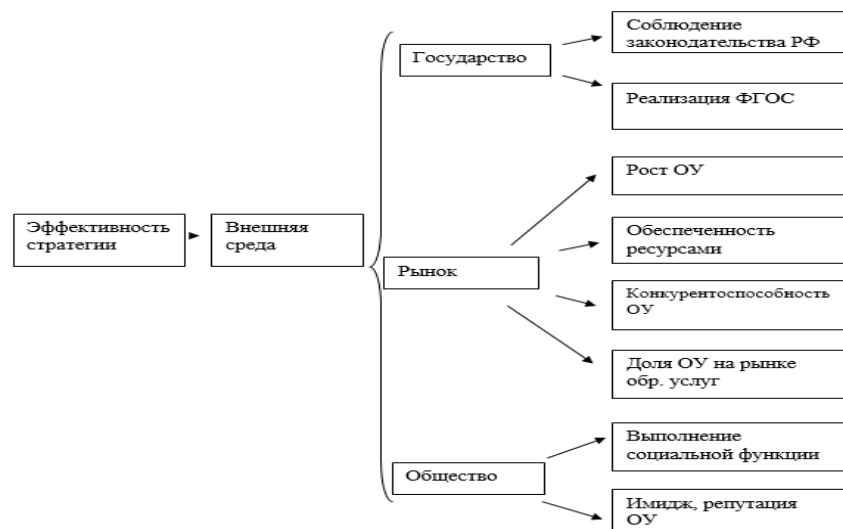 Эффективность
стратегии
Внешняя
среда
Государство
Соблюдение
законодательства РФ
Реализация ФГОС
Рынок
Рост ОУ
Обеспеченность
ресурсами
Конкурентоспособность
ОУ
Доля ОУ на рынке
обр. услуг
Общество
Выполнение
социальной функции
Имидж, репутация
ОУ